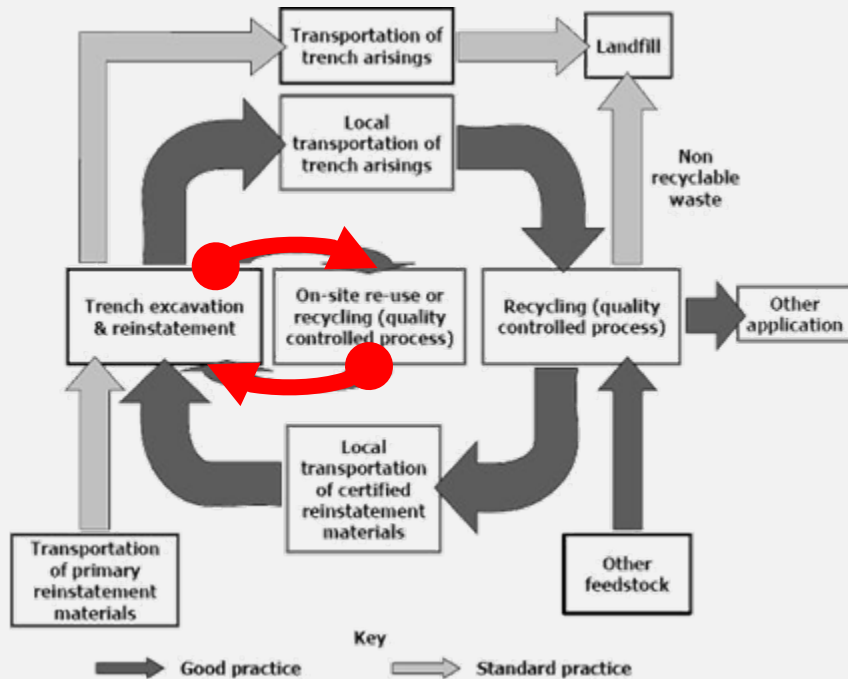 Transportation of
trench arisings
Landfill
Local
transportation of
trench arisings
Non
recyclable
waste
Trench excavation
& reinstatement
On-site re-use or
recycling (quality
controlled process)
Recycling (quality
controlled process)
Other
application
Local
transportation
of certified
reinstatement
materials
Transportation
of primary
reinstatement
materials
Other
feedstock
Key
Good practice
Standard practice